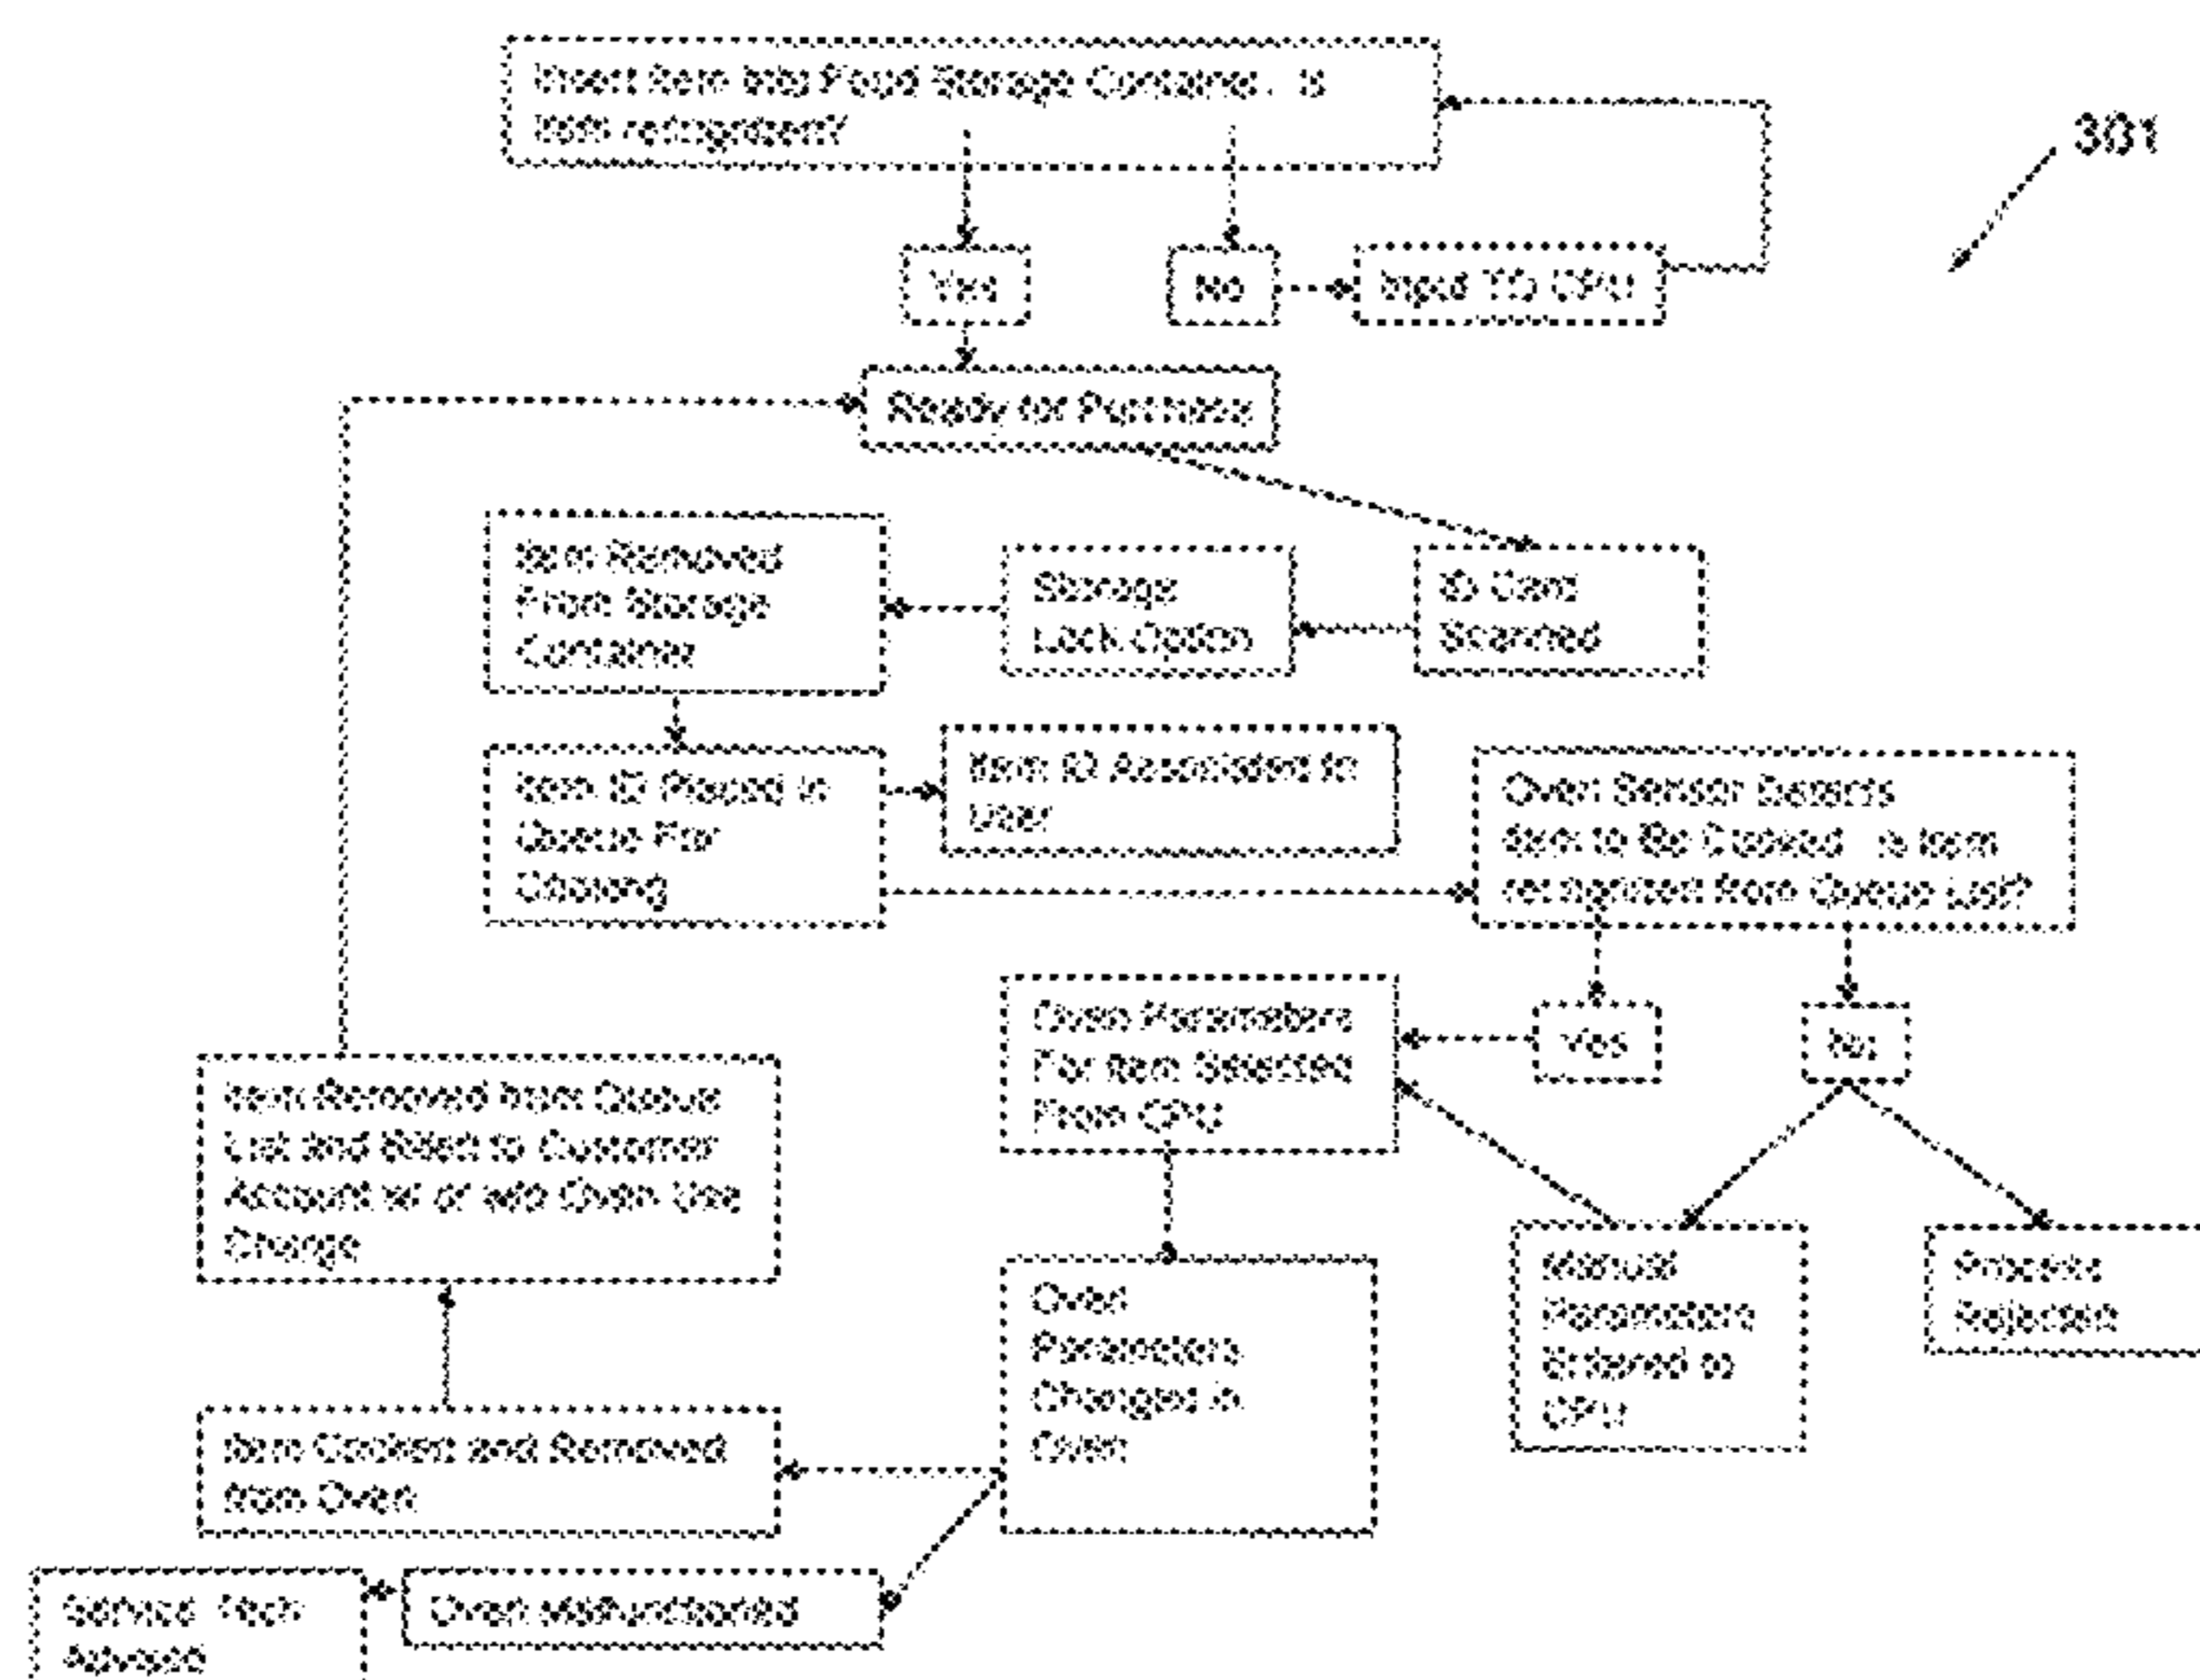 Insert Item Into Food Storage Container. Is
Item recognized?
301
Yes
No
Input TO CPU
Ready for Purchase
Item Removed
From Storage
Container
Storage
Lock Option
ID Card
Scanned
Item ID Placed in
Queue For
Cooking
Item ID Associated to
User
Oven Sensor Detects
Item to Be Cooked. Is Item
recognized from Queue List?
Oven Parameters
For Item Selected
From CPU
Yes
No
Item Removed from Queue
List and Billed to Customer
Account w/ or w/o Oven Use
Charge
Oven
Parameters
Changed in
Oven
Manual
Parameters
Entered to
CPU
Process
Rejected
Item Cooked and Removed
from Oven
Service Tech
Advised
Oven Malfunctioned